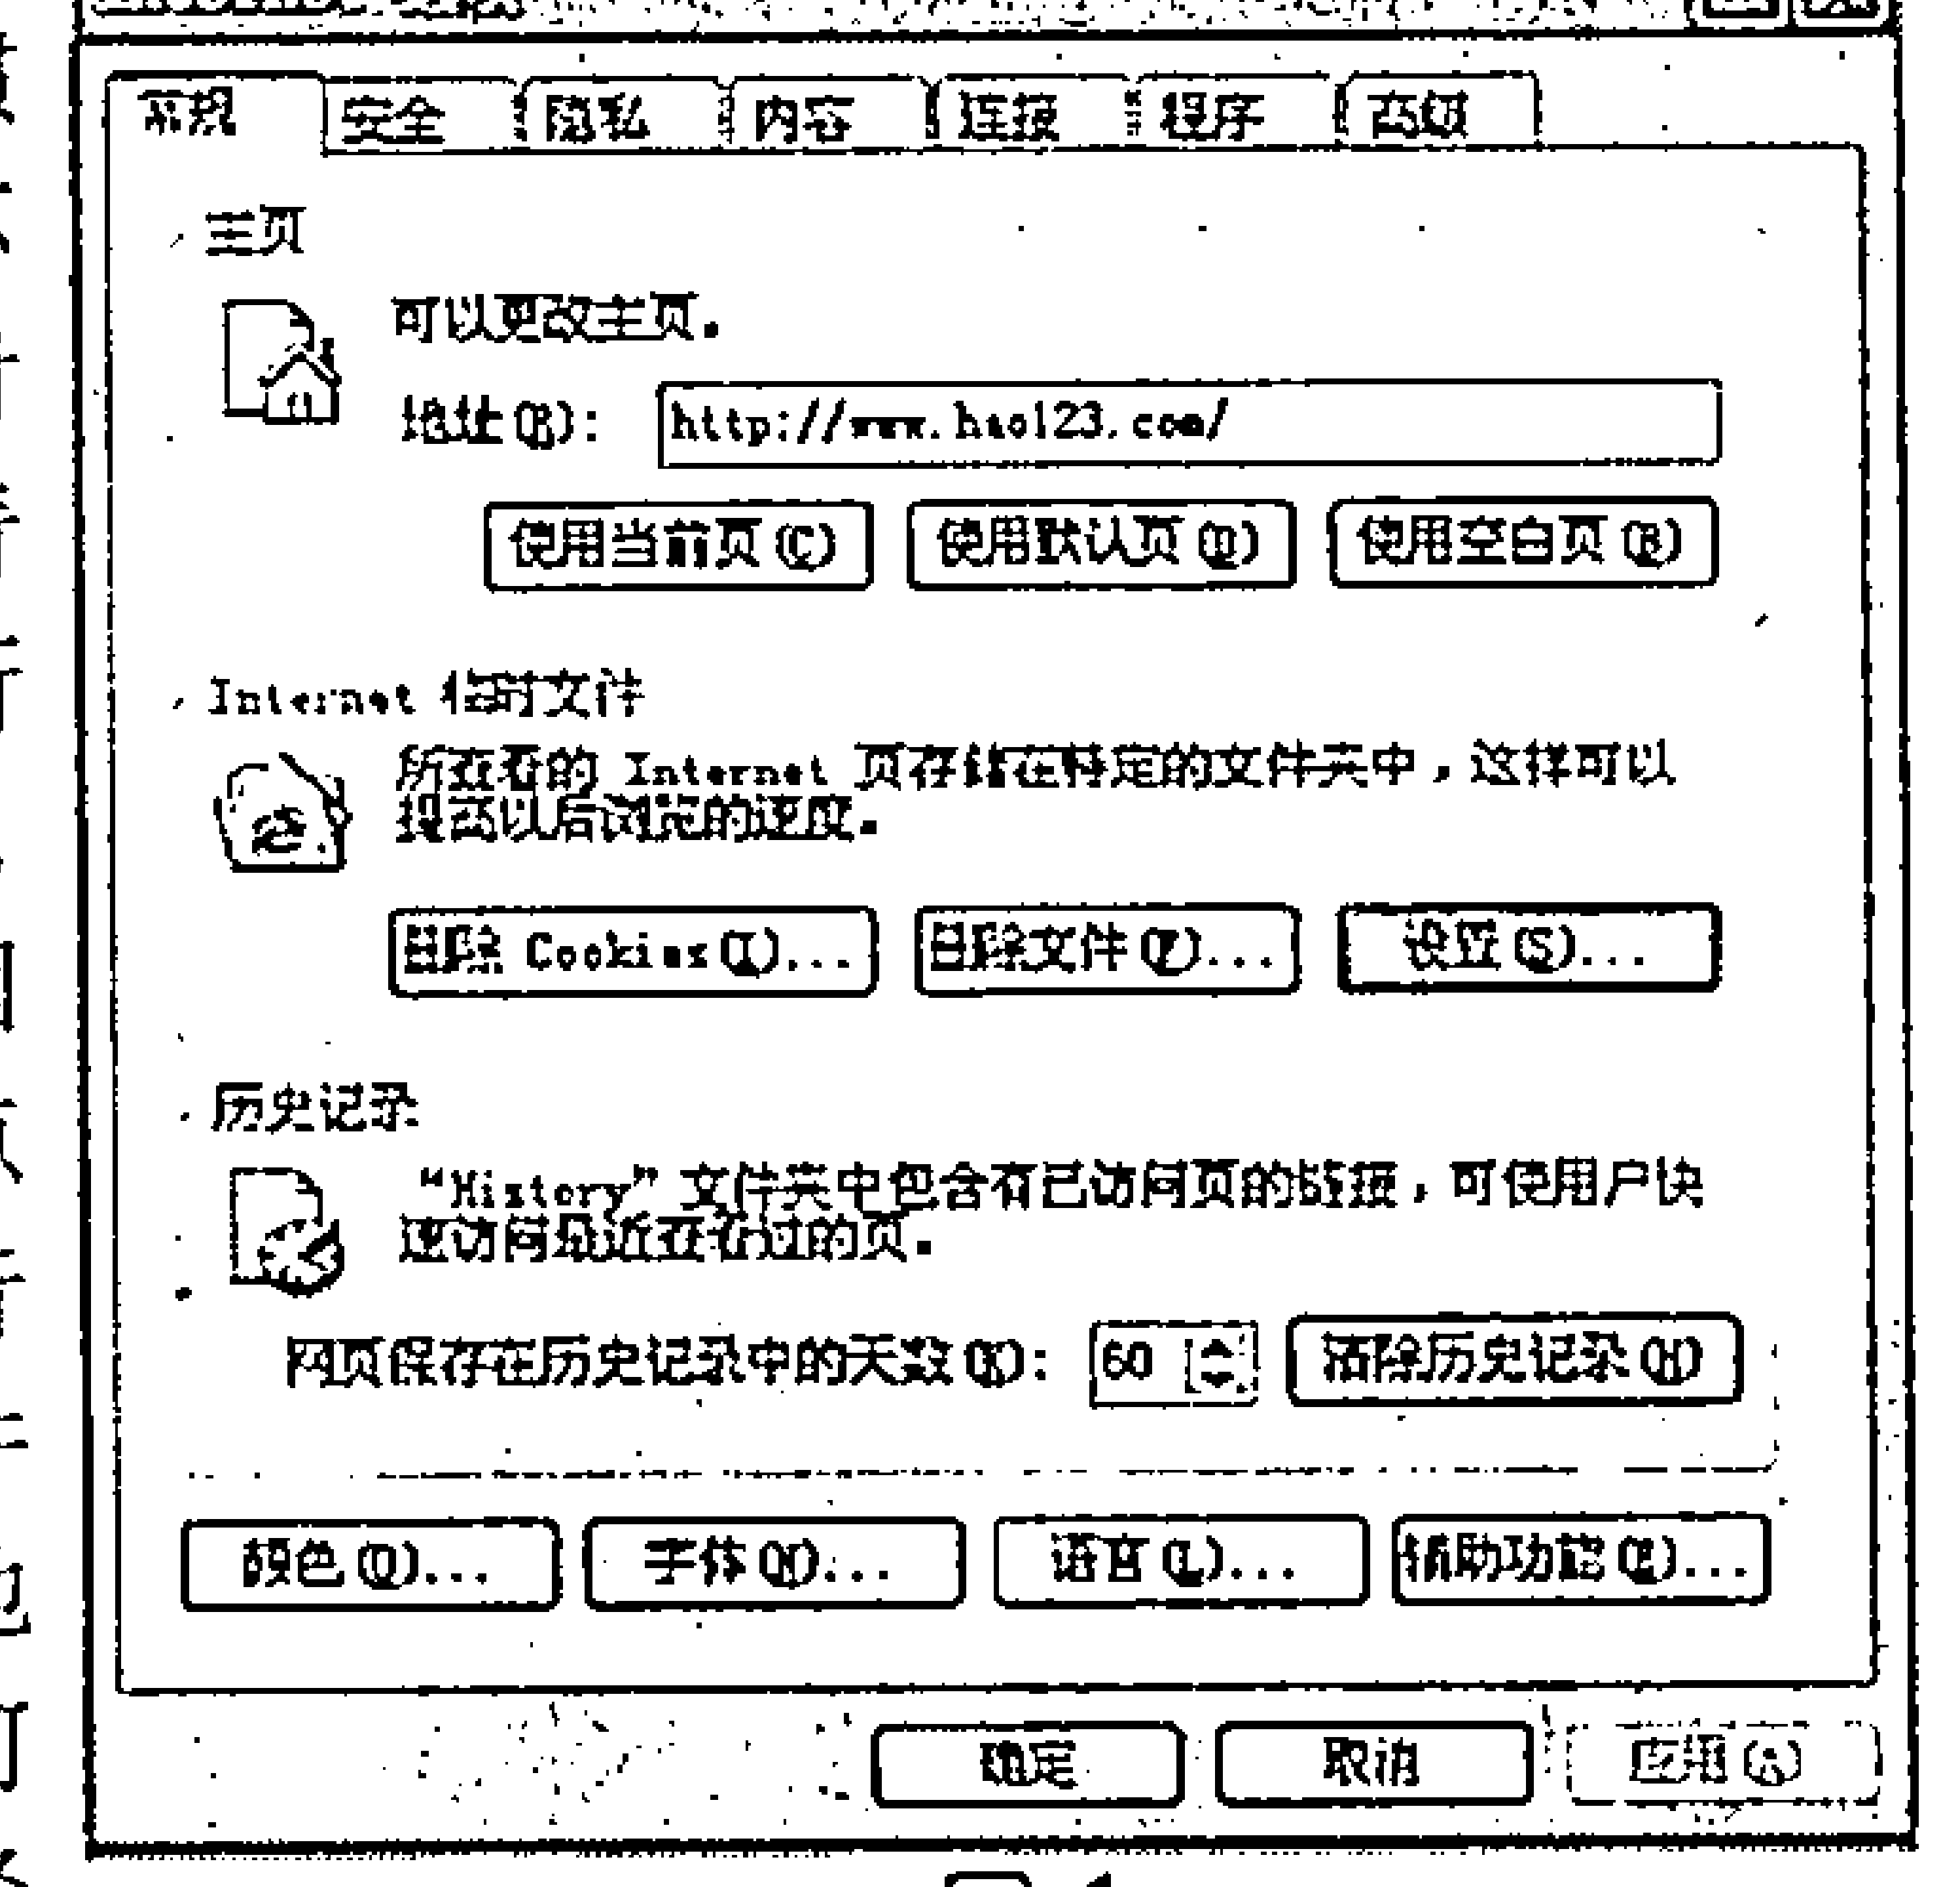 常规 安全 隐私 内容 连接 程序 高级
主页
可以更改主页.
地址(R): http://www.hao123.com/
使用当前页(C) 使用默认页(D) 使用空白页(B)
Internet 临时文件
所查看的 Internet 页存储在特定的文件夹中，这样可以
提高以后浏览的速度.
删除 Cookies(I)... 删除文件(F)... 设置(S)...
历史记录
“History” 文件夹中包含有已访问页的链接，可使用户快
速访问最近查看过的页.
网页保存在历史记录中的天数(K): 60 清除历史记录(H)
颜色(O)... 字体(N)... 语言(L)... 辅助功能(E)...
确定 取消 应用(A)